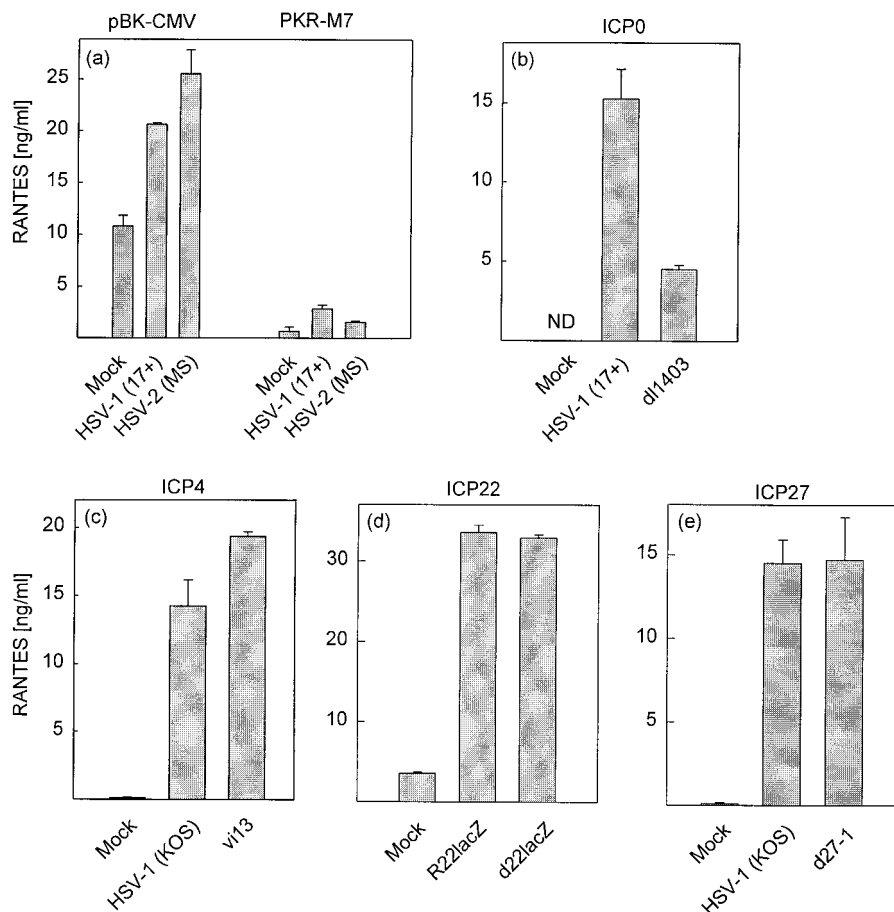 pBK-CMV PKR-M7
(a)
RANTES [ng/ml]
25
20
15
10
5
Mock
HSV-1 (17+)
HSV-2 (MS)
Mock
HSV-1 (17+)
HSV-2 (MS)
ICP0
(b)
15
10
5
ND
Mock
HSV-1 (17+)
dl1403
ICP4
(c)
RANTES [ng/ml]
20
15
10
5
Mock
HSV-1 (KOS)
vi13
ICP22
(d)
30
20
10
Mock
R22lacZ
d22lacZ
ICP27
(e)
15
10
5
Mock
HSV-1 (KOS)
d27-1